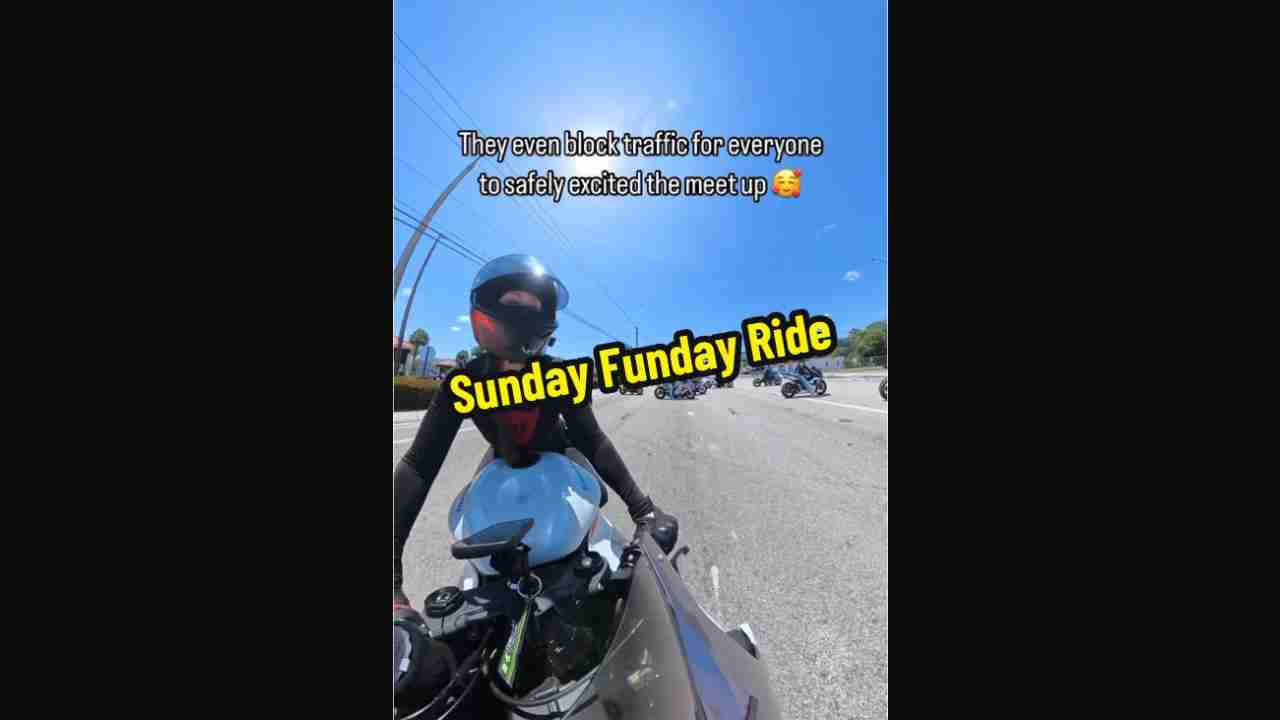 They even block traffic for everyone
to safely excited the meet up 🥰
Sunday Funday Ride